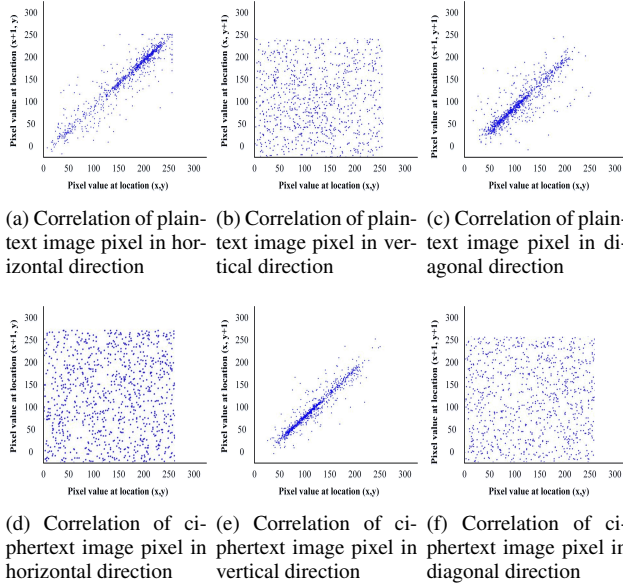 300
250
200
150
100
50
0
Pixel value at location (x+1, y)
0 50 100 150 200 250 300
Pixel value at location (x,y)
300
250
200
150
100
50
0
Pixel value at location (x, y+1)
0 50 100 150 200 250 300
Pixel value at location (x,y)
300
250
200
150
100
50
0
Pixel value at location (x+1, y+1)
0 50 100 150 200 250 300
Pixel value at location (x,y)
(a) Correlation of plain-
text image pixel in hor-
izontal direction
(b) Correlation of plain-
text image pixel in ver-
tical direction
(c) Correlation of plain-
text image pixel in di-
agonal direction
300
250
200
150
100
50
0
Pixel value at location (x+1, y)
0 50 100 150 200 250 300
Pixel value at location (x,y)
300
250
200
150
100
50
0
Pixel value at location (x, y+1)
0 50 100 150 200 250 300
Pixel value at location (x,y)
300
250
200
150
100
50
0
Pixel value at location (x+1, y+1)
0 50 100 150 200 250 300
Pixel value at location (x,y)
(d) Correlation of ci-
phertext image pixel in
horizontal direction
(e) Correlation of ci-
phertext image pixel in
vertical direction
(f) Correlation of ci-
phertext image pixel in
diagonal direction